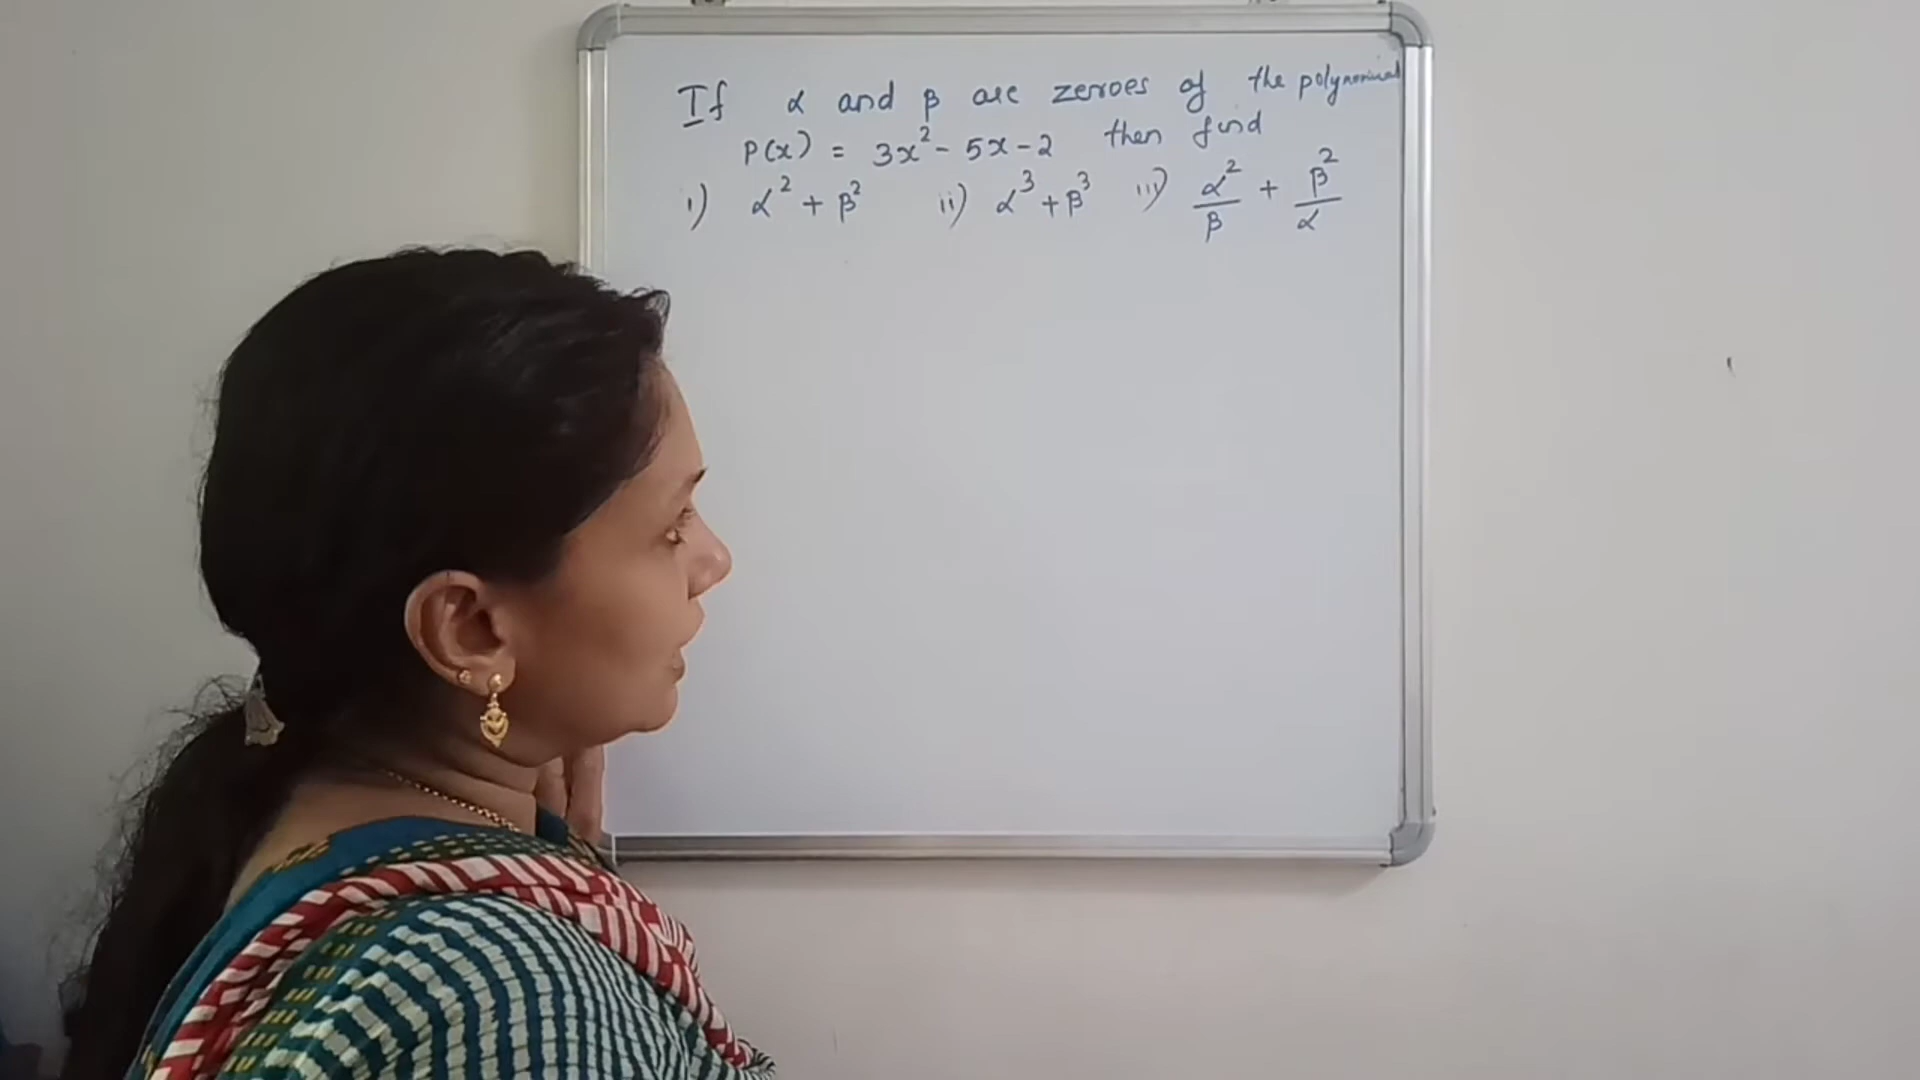 If α and β are zeroes of the polynomial
P(x) = 3x² - 5x - 2 then find
i) α² + β² ii) α³ + β³ iii) α²/β + β²/α